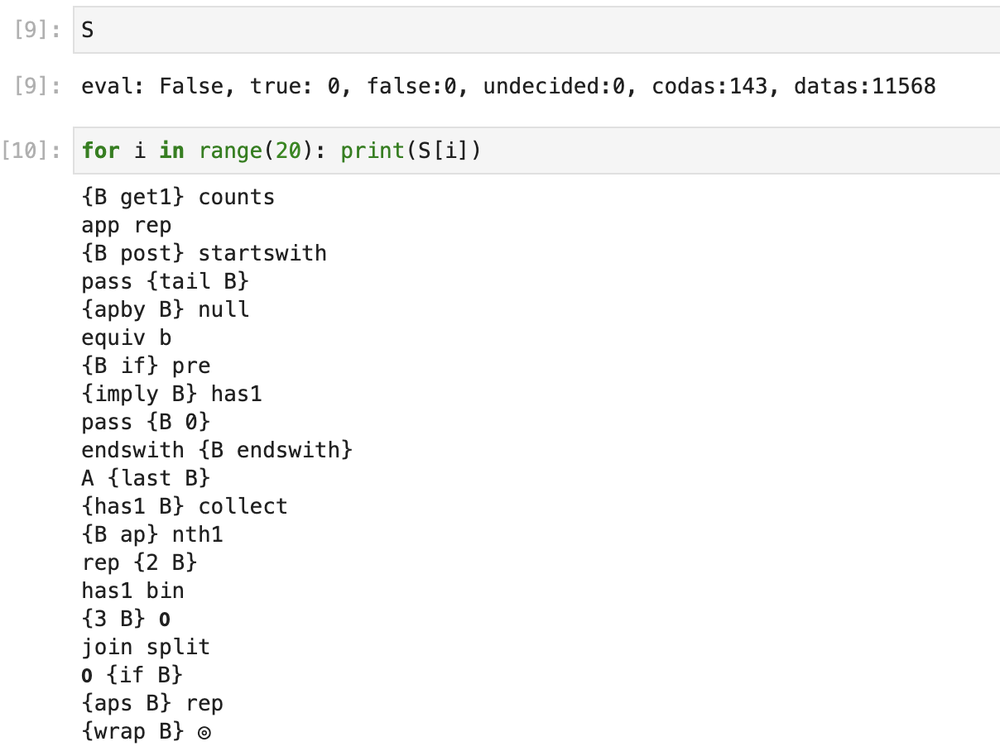 [9]: S
[9]: eval: False, true: 0, false:0, undecided:0, codas:143, datas:11568
[10]: for i in range(20): print(S[i])
{B get1} counts
app rep
{B post} startswith
pass {tail B}
{apby B} null
equiv b
{B if} pre
{imply B} has1
pass {B 0}
endswith {B endswith}
A {last B}
{has1 B} collect
{B ap} nth1
rep {2 B}
has1 bin
{3 B} O
join split
O {if B}
{aps B} rep
{wrap B} ◎